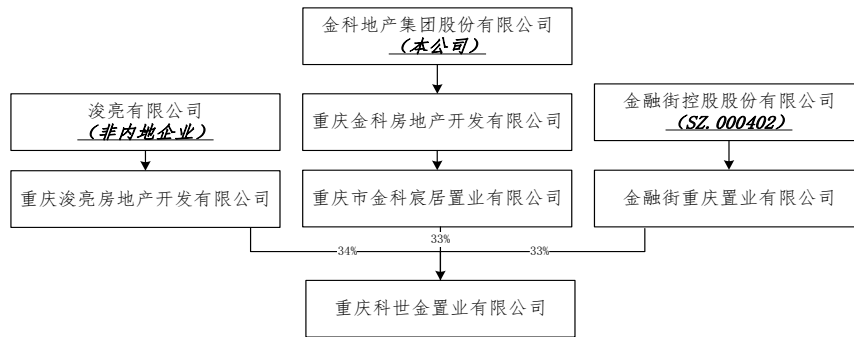 金科地产集团股份有限公司
（本公司）
浚亮有限公司
（非内地企业）
重庆金科房地产开发有限公司
金融街控股股份有限公司
（SZ.000402）
重庆浚亮房地产开发有限公司
重庆市金科宸居置业有限公司
金融街重庆置业有限公司
34%
33%
33%
重庆科世金置业有限公司